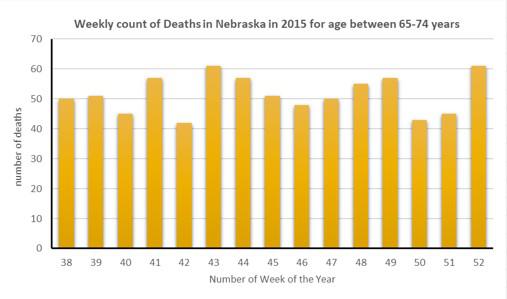 Weekly count of Deaths in Nebraska in 2015 for age between 65-74 years
70
60
50
40
30
20
10
0
number of deaths
38 39 40 41 42 43 44 45 46 47 48 49 50 51 52
Number of Week of the Year